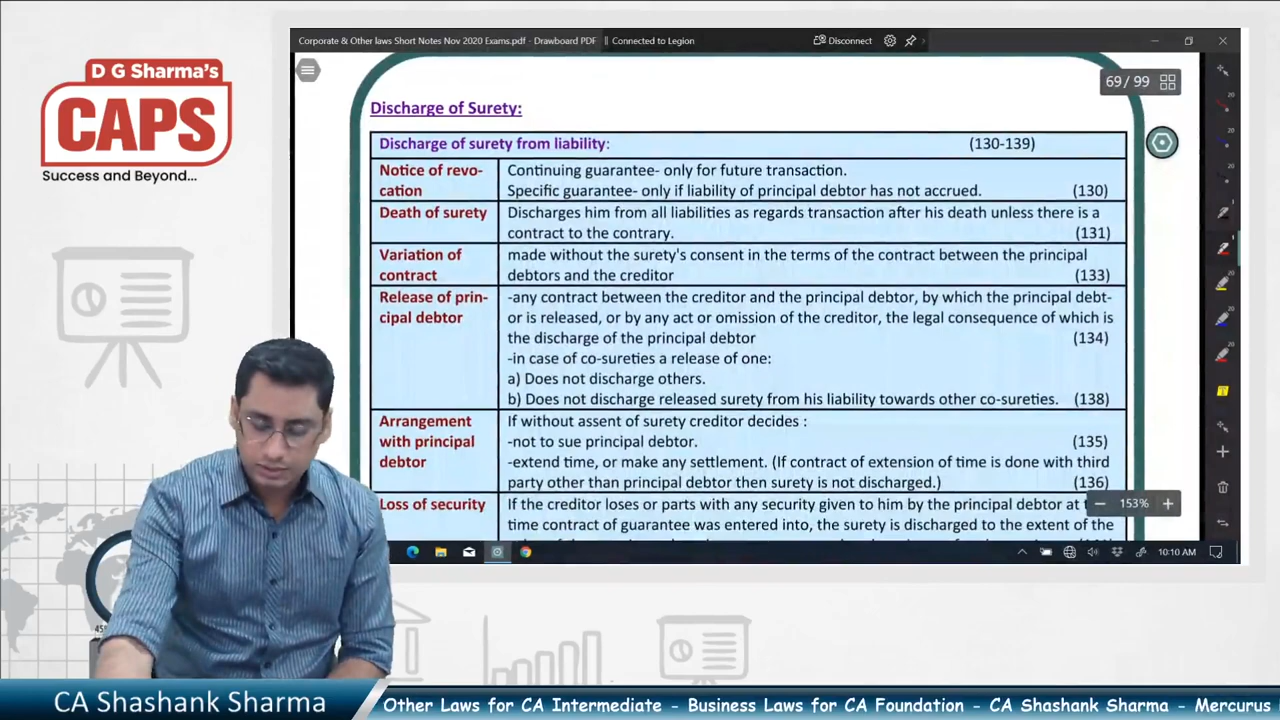 D G Sharma's
CAPS
Success and Beyond...
Corporate & Other laws Short Notes Nov 2020 Exams.pdf - Drawboard PDF
Connected to Legion
Disconnect
69 / 99
Discharge of Surety:
Discharge of surety from liability: (130-139)
Notice of revo-
cation
Continuing guarantee- only for future transaction.
Specific guarantee- only if liability of principal debtor has not accrued. (130)
Death of surety
Discharges him from all liabilities as regards transaction after his death unless there is a
contract to the contrary. (131)
Variation of
contract
made without the surety's consent in the terms of the contract between the principal
debtors and the creditor (133)
Release of prin-
cipal debtor
-any contract between the creditor and the principal debtor, by which the principal debt-
or is released, or by any act or omission of the creditor, the legal consequence of which is
the discharge of the principal debtor (134)
-in case of co-sureties a release of one:
a) Does not discharge others.
b) Does not discharge released surety from his liability towards other co-sureties. (138)
Arrangement
with principal
debtor
If without assent of surety creditor decides :
-not to sue principal debtor. (135)
-extend time, or make any settlement. (If contract of extension of time is done with third
party other than principal debtor then surety is not discharged.) (136)
Loss of security
If the creditor loses or parts with any security given to him by the principal debtor at
time contract of guarantee was entered into, the surety is discharged to the extent of the
153%
10:10 AM
CA Shashank Sharma
Other Laws for CA Intermediate - Business Laws for CA Foundation - CA Shashank Sharma - Mercurus